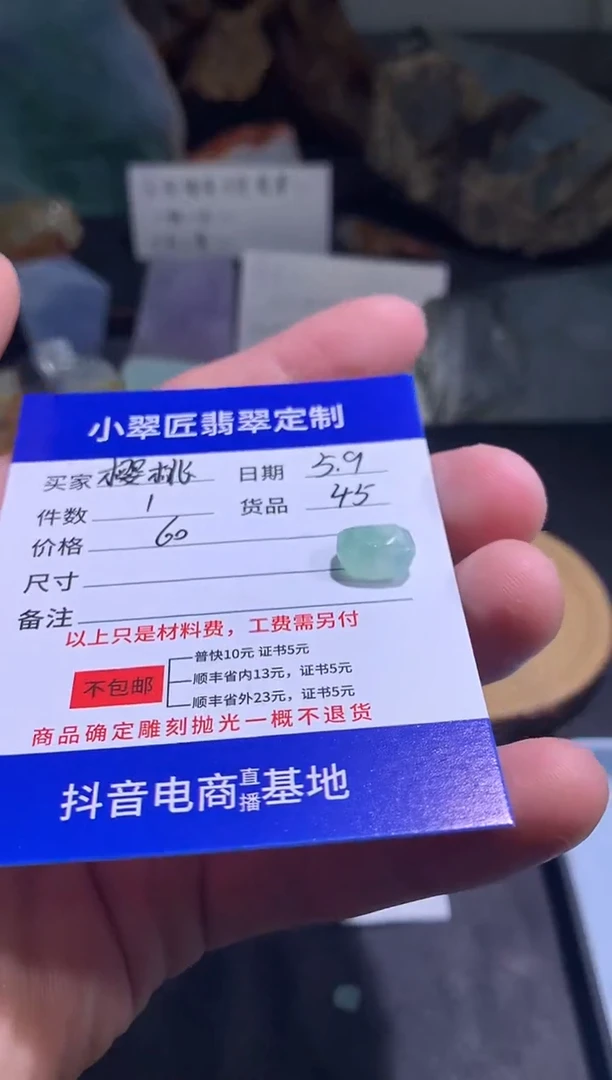 小翠匠翡翠定制
买家 樱桃 日期 5.9
件数 1 货品 45
价格 60
尺寸
备注
以上只是材料费，工费需另付
普快10元 证书5元
不包邮 顺丰省内13元，证书5元
顺丰省外23元，证书5元
商品确定雕刻抛光一概不退货
抖音电商直播基地